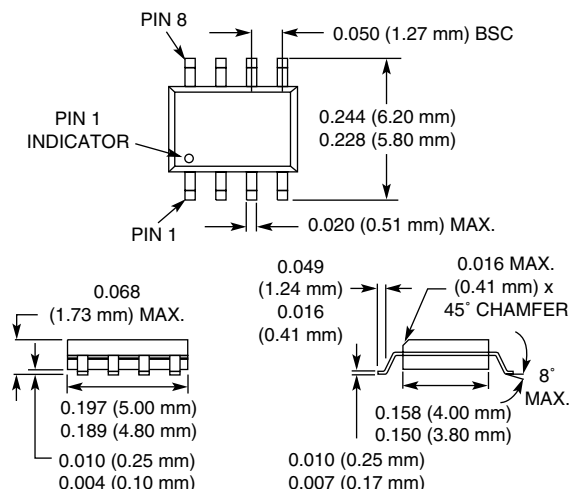 PIN 8
0.050 (1.27 mm) BSC
0.244 (6.20 mm)
0.228 (5.80 mm)
PIN 1
INDICATOR
PIN 1
0.020 (0.51 mm) MAX.
0.068
(1.73 mm) MAX.
0.197 (5.00 mm)
0.189 (4.80 mm)
0.010 (0.25 mm)
0.004 (0.10 mm)
0.049
(1.24 mm)
0.016
(0.41 mm)
0.016 MAX.
(0.41 mm) x
45° CHAMFER
8°
MAX.
0.158 (4.00 mm)
0.150 (3.80 mm)
0.010 (0.25 mm)
0.007 (0.17 mm)